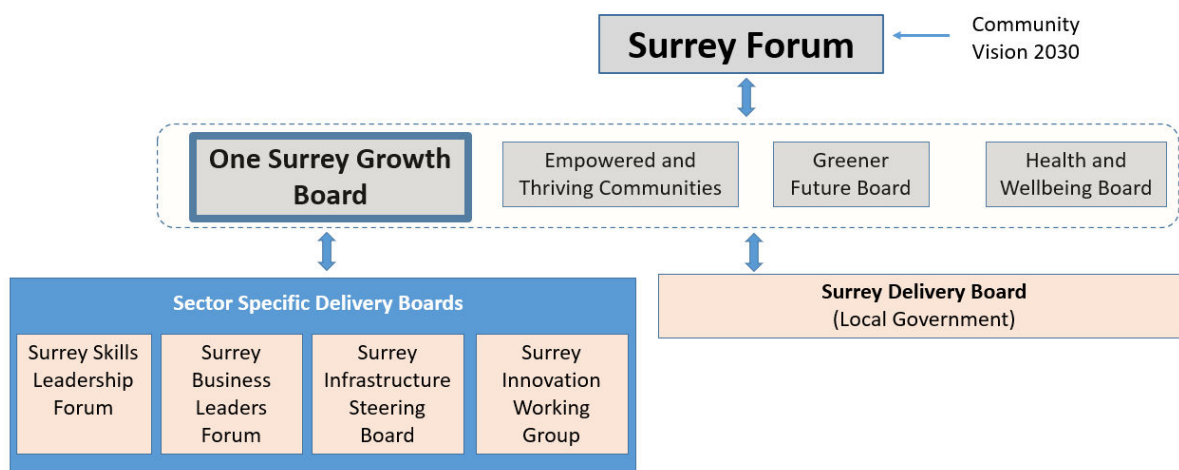 Surrey Forum
Community
Vision 2030
One Surrey Growth
Board
Empowered and
Thriving Communities
Greener
Future Board
Health and
Wellbeing Board
Sector Specific Delivery Boards
Surrey Skills
Leadership
Forum
Surrey
Business
Leaders
Forum
Surrey
Infrastructure
Steering
Board
Surrey
Innovation
Working
Group
Surrey Delivery Board
(Local Government)